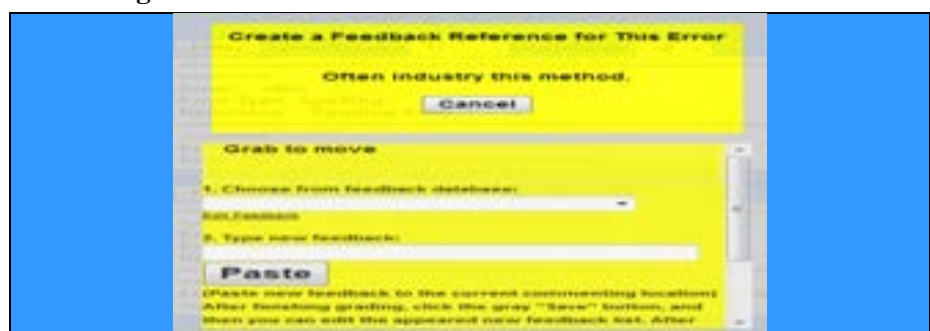 Create a Feedback Reference for This Error
Often industry this method.
Cancel
Grab to move
1. Choose from feedback database:
Edit Feedback
2. Type new feedback:
Paste
(Paste new feedback to the current commenting location)
After finishing grading, click the gray "Save" button, and
then you can edit the appeared new feedback list. After